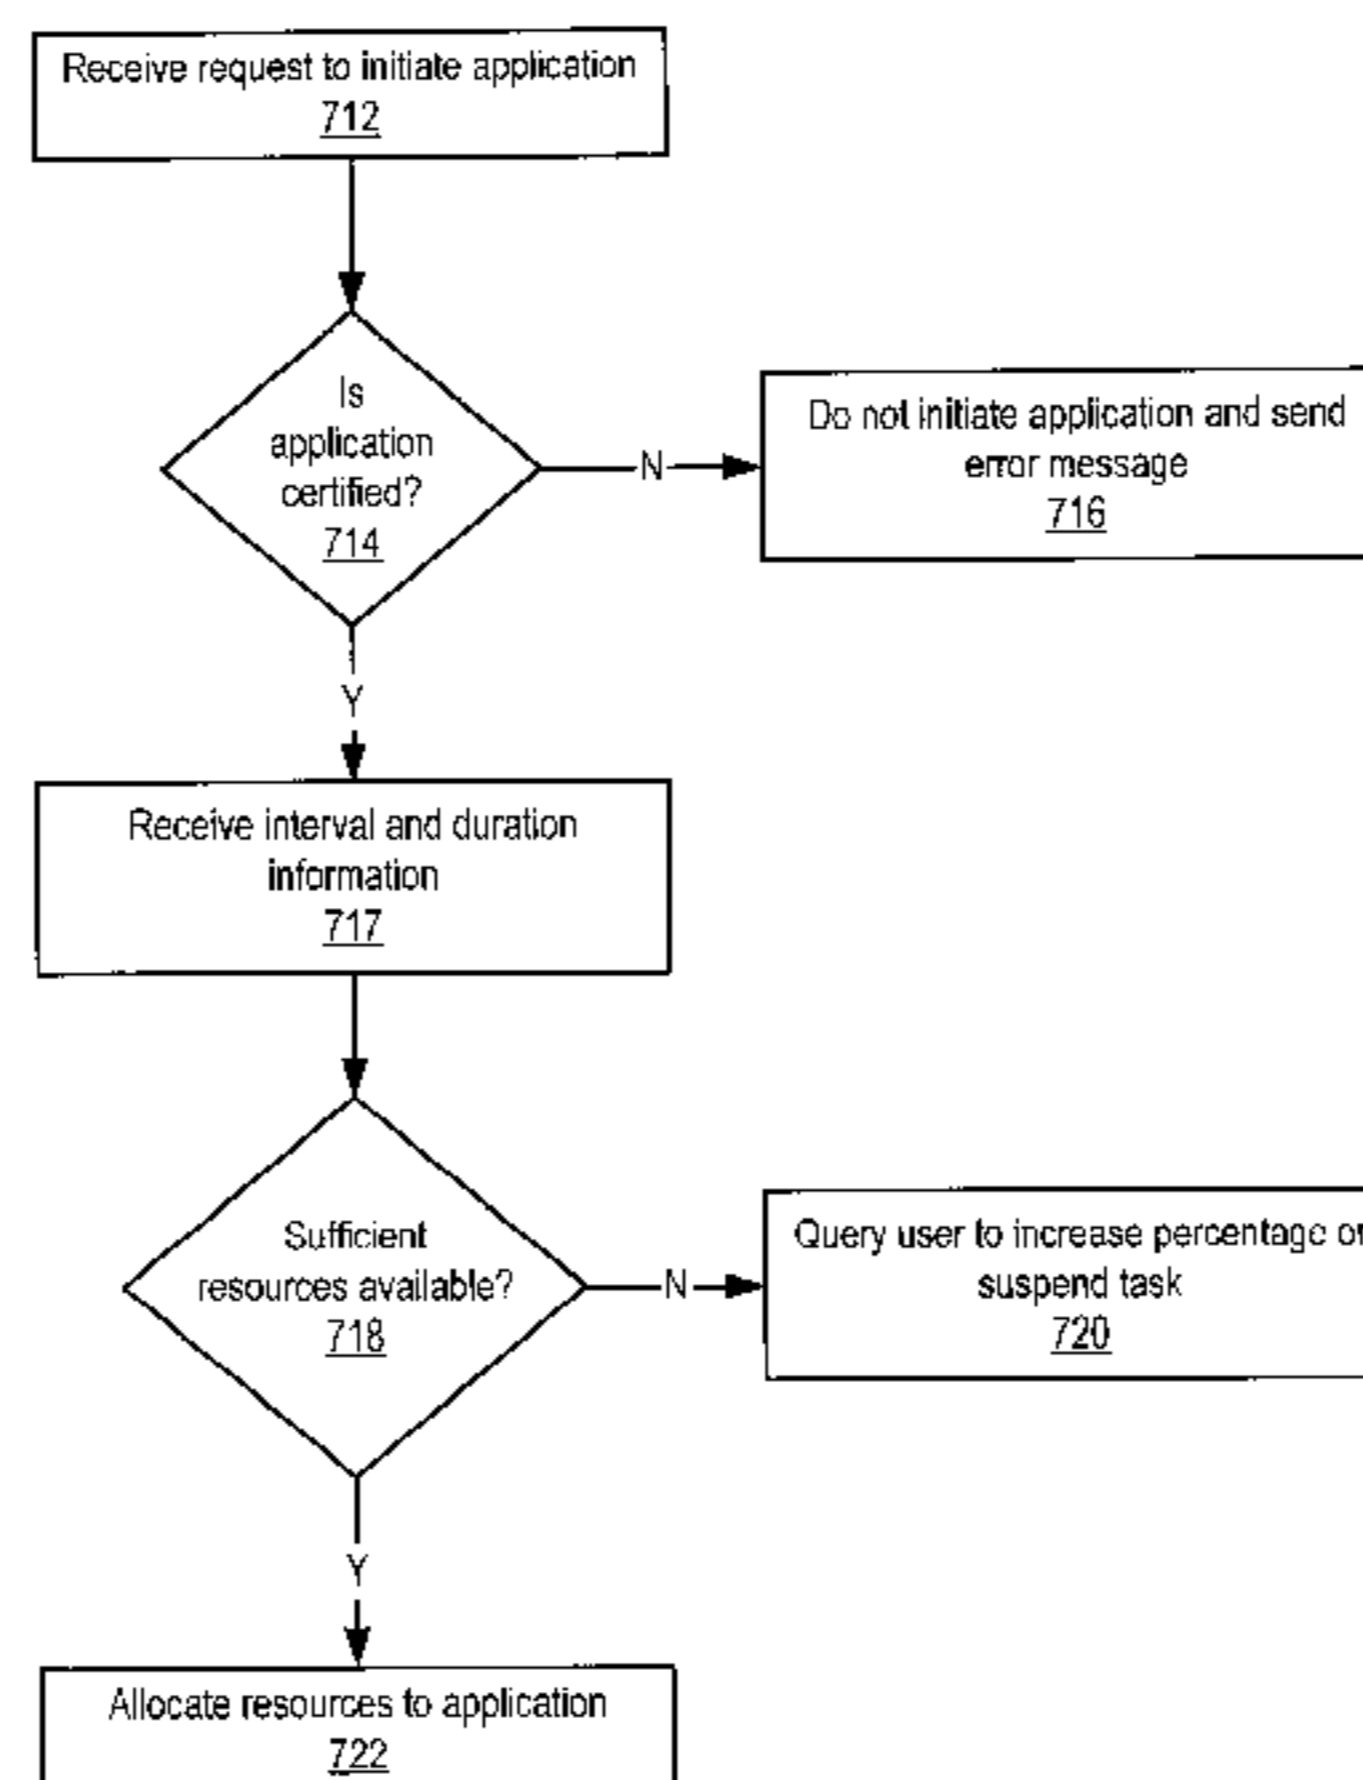 Receive request to initiate application
712
Is
application
certified?
714
N
Do not initiate application and send
error message
716
Y
Receive interval and duration
information
717
Sufficient
resources available?
718
N
Query user to increase percentage or
suspend task
720
Y
Allocate resources to application
722